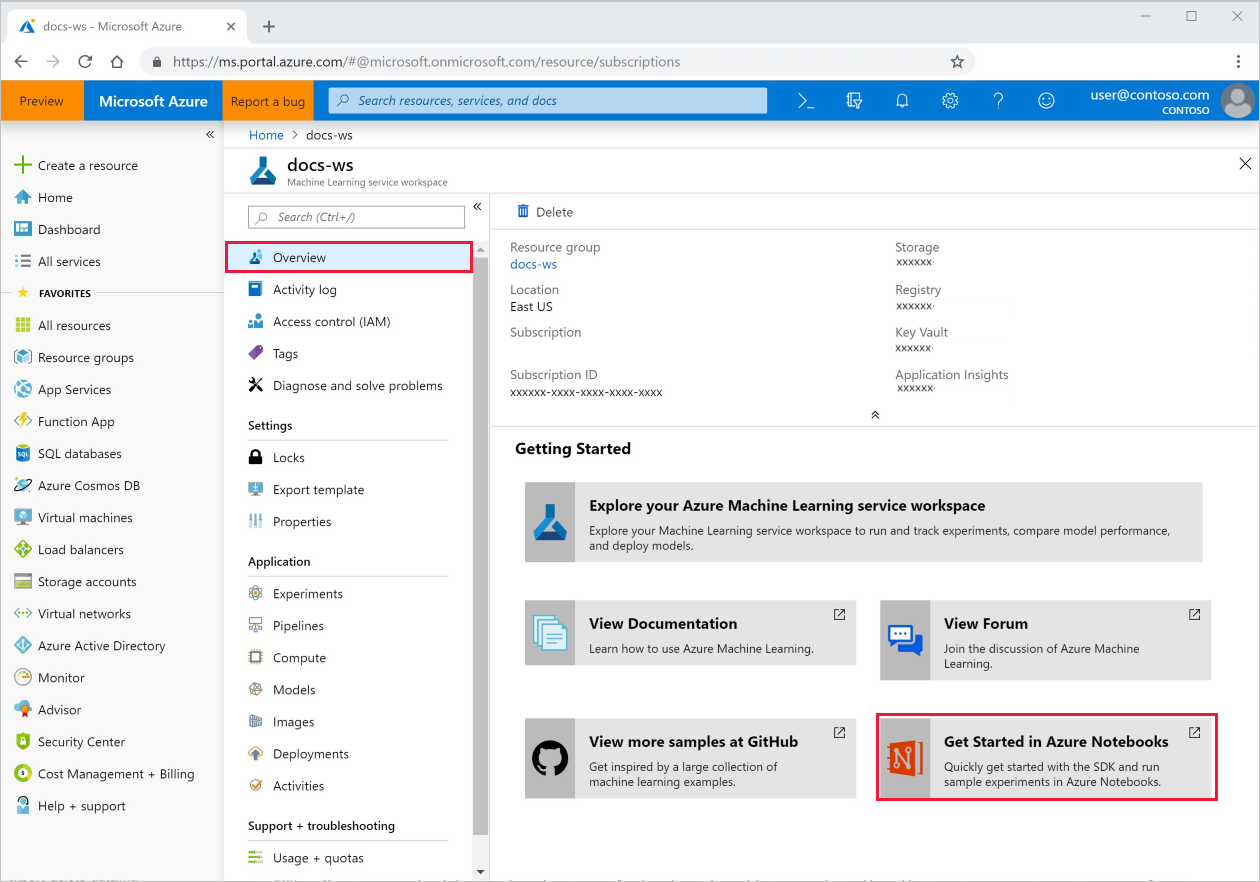 docs-ws - Microsoft Azure
https://ms.portal.azure.com/#@microsoft.onmicrosoft.com/resource/subscriptions
Preview
Microsoft Azure
Report a bug
Search resources, services, and docs
user@contoso.com
CONTOSO
Create a resource
Home
Dashboard
All services
FAVORITES
All resources
Resource groups
App Services
Function App
SQL databases
Azure Cosmos DB
Virtual machines
Load balancers
Storage accounts
Virtual networks
Azure Active Directory
Monitor
Advisor
Security Center
Cost Management + Billing
Help + support
Home > docs-ws
docs-ws
Machine Learning service workspace
Search (Ctrl+/)
Overview
Activity log
Access control (IAM)
Tags
Diagnose and solve problems
Settings
Locks
Export template
Properties
Application
Experiments
Pipelines
Compute
Models
Images
Deployments
Activities
Support + troubleshooting
Usage + quotas
Delete
Resource group
docs-ws
Location
East US
Subscription
Subscription ID
xxxxxx-xxxx-xxxx-xxxx-xxxx
Storage
xxxxxx
Registry
xxxxxx
Key Vault
xxxxxx
Application Insights
xxxxxx
Getting Started
Explore your Azure Machine Learning service workspace
Explore your Machine Learning service workspace to run and track experiments, compare model performance,
and deploy models.
View Documentation
Learn how to use Azure Machine Learning.
View Forum
Join the discussion of Azure Machine
Learning.
View more samples at GitHub
Get inspired by a large collection of
machine learning examples.
Get Started in Azure Notebooks
Quickly get started with the SDK and run
sample experiments in Azure Notebooks.